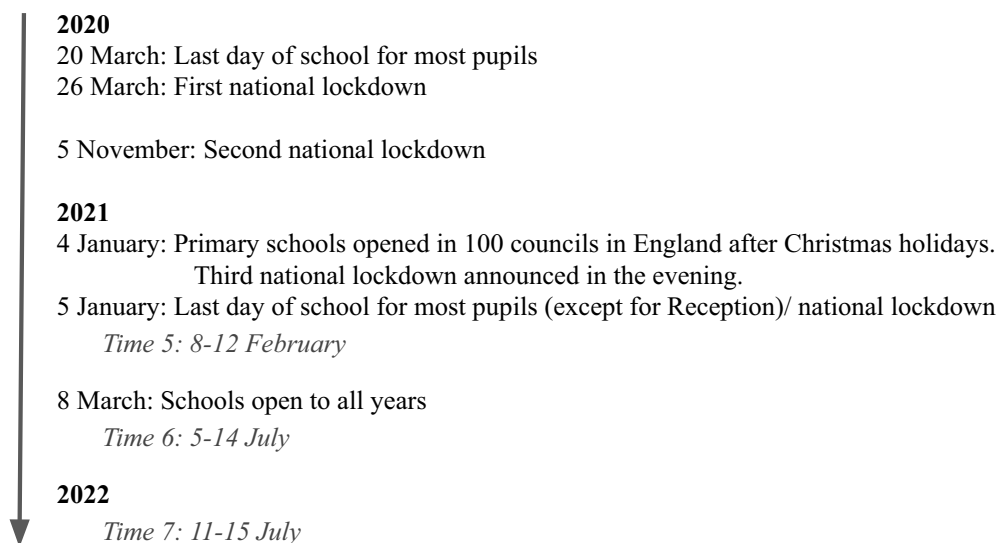 2020
20 March: Last day of school for most pupils
26 March: First national lockdown
5 November: Second national lockdown
2021
4 January: Primary schools opened in 100 councils in England after Christmas holidays.
Third national lockdown announced in the evening.
5 January: Last day of school for most pupils (except for Reception)/ national lockdown
Time 5: 8-12 February
8 March: Schools open to all years
Time 6: 5-14 July
2022
Time 7: 11-15 July